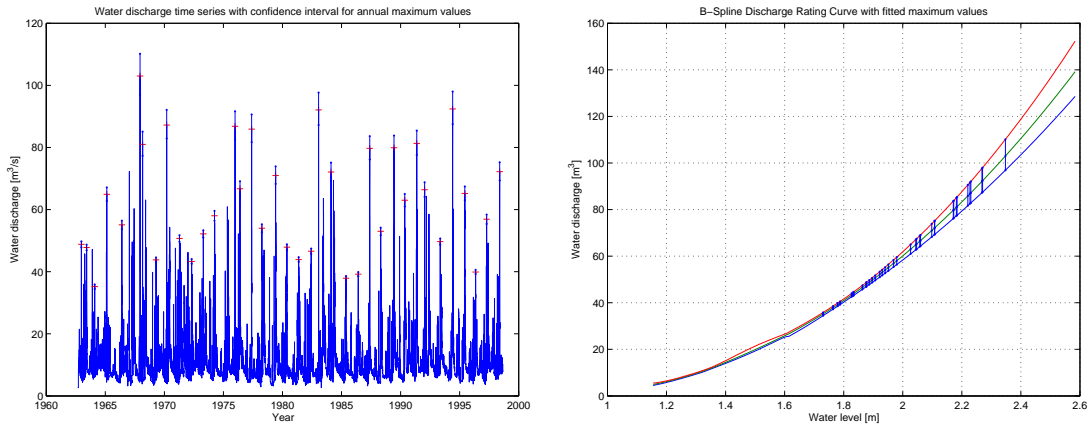 Water discharge time series with confidence interval for annual maximum values
120
100
80
60
40
20
0
Water discharge [m³/s]
1960 1965 1970 1975 1980 1985 1990 1995 2000
Year
B−Spline Discharge Rating Curve with fitted maximum values
160
140
120
100
80
60
40
20
0
Water discharge [m³]
1 1.2 1.4 1.6 1.8 2 2.2 2.4 2.6
Water level [m]